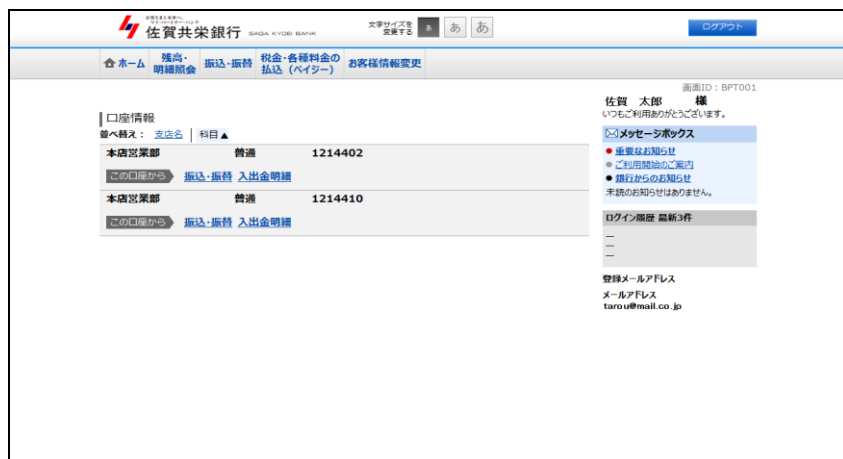 佐賀共栄銀行 SAGA KYOEI BANK
文字サイズを
変更する
あ あ あ
ログアウト
ホーム
残高・
明細照会
振込・振替
税金・各種料金の
払込（ペイジー）
お客様情報変更
画面ID：BPT001
佐賀 太郎 様
いつもご利用ありがとうございます。
口座情報
並べ替え： 支店名 科目▲
本店営業部 普通 1214402
この口座から 振込・振替 入出金明細
本店営業部 普通 1214410
この口座から 振込・振替 入出金明細
メッセージボックス
重要なお知らせ
ご利用開始のご案内
銀行からのお知らせ
未読のお知らせはありません。
ログイン履歴 最新3件
―
―
―
登録メールアドレス
メールアドレス
tarou@mail.co.jp